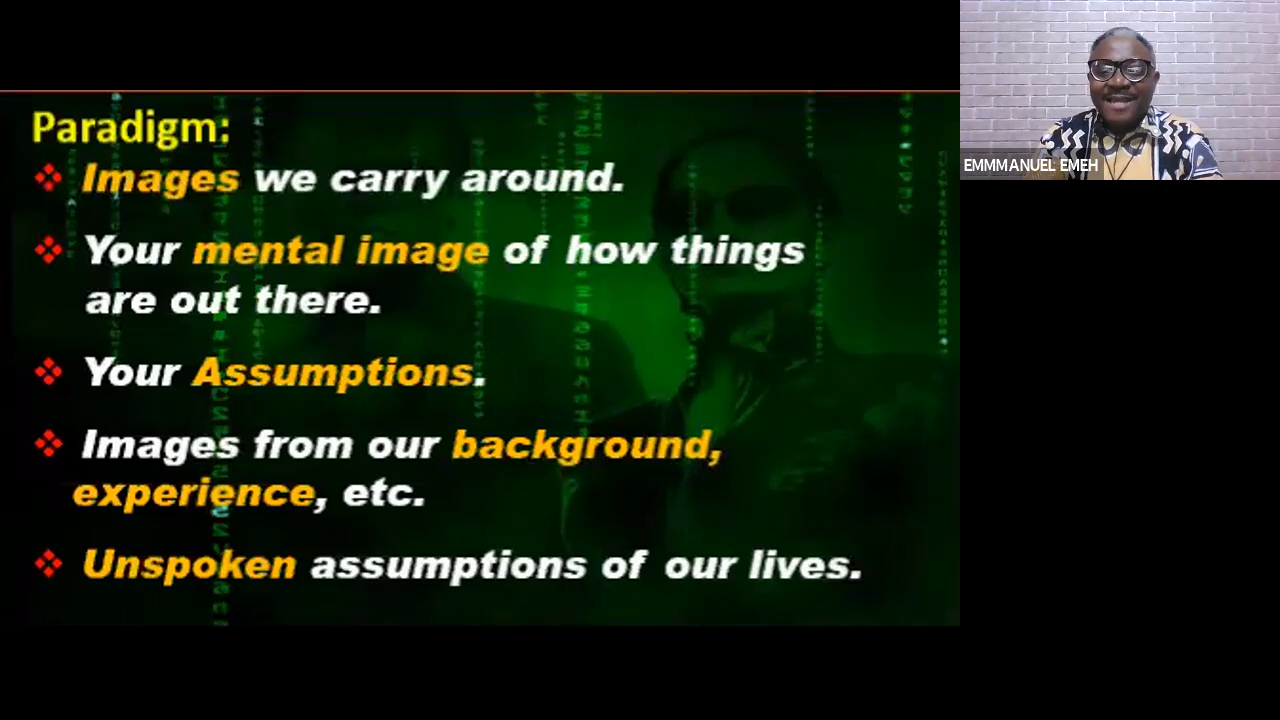 Paradigm:
Images we carry around.
Your mental image of how things
are out there.
Your Assumptions.
Images from our background,
experience, etc.
Unspoken assumptions of our lives.
EMMMANUEL EMEH